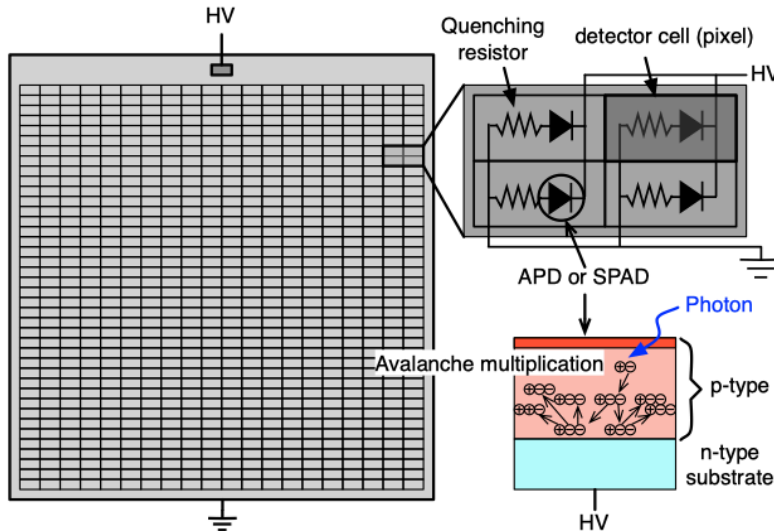 HV
Quenching
resistor
detector cell (pixel)
HV
APD or SPAD
Photon
Avalanche multiplication
p-type
n-type
substrate
HV